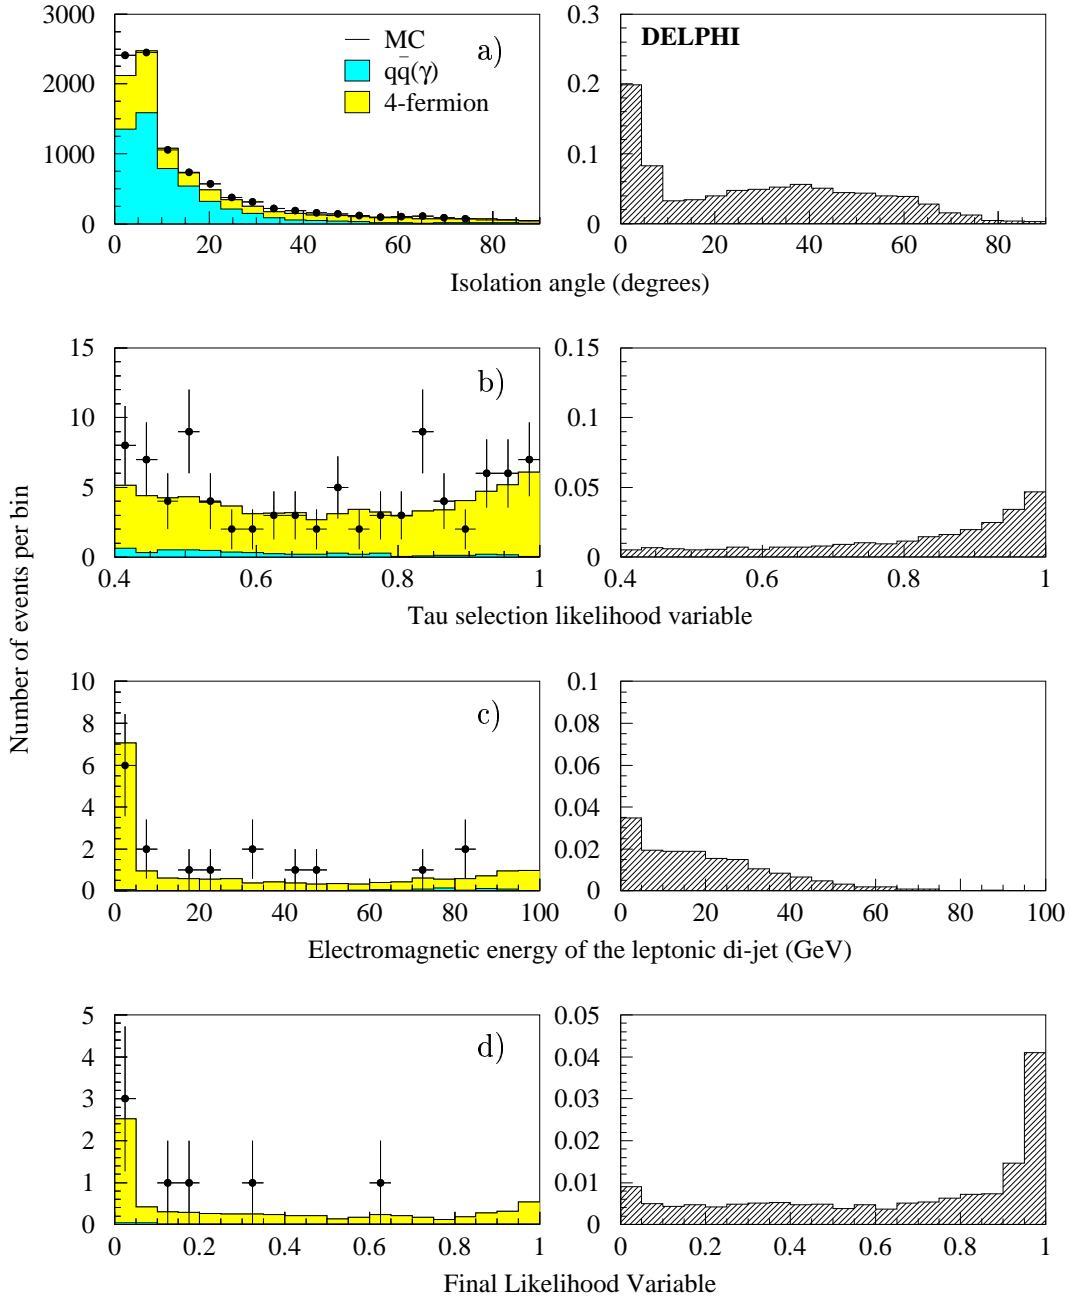 3000
2000
1000
0
0 20 40 60 80
MC
qq̄(γ)
4-fermion
a)
0.3
0.2
0.1
0
0 20 40 60 80
DELPHI
Isolation angle (degrees)
15
10
5
0
0.4 0.6 0.8 1
b)
0.15
0.1
0.05
0
0.4 0.6 0.8 1
Tau selection likelihood variable
Number of events per bin
10
8
6
4
2
0
0 20 40 60 80 100
c)
0.1
0.08
0.06
0.04
0.02
0
0 20 40 60 80 100
Electromagnetic energy of the leptonic di-jet (GeV)
5
4
3
2
1
0
0 0.2 0.4 0.6 0.8 1
d)
0.05
0.04
0.03
0.02
0.01
0
0 0.2 0.4 0.6 0.8 1
Final Likelihood Variable